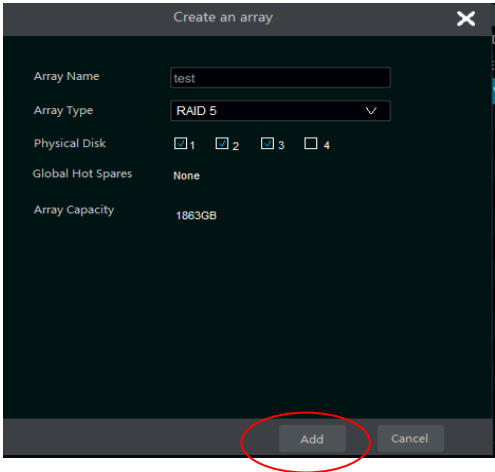 Create an array
Array Name test
Array Type RAID 5
Physical Disk 1 2 3 4
Global Hot Spares None
Array Capacity 1863GB
Add Cancel